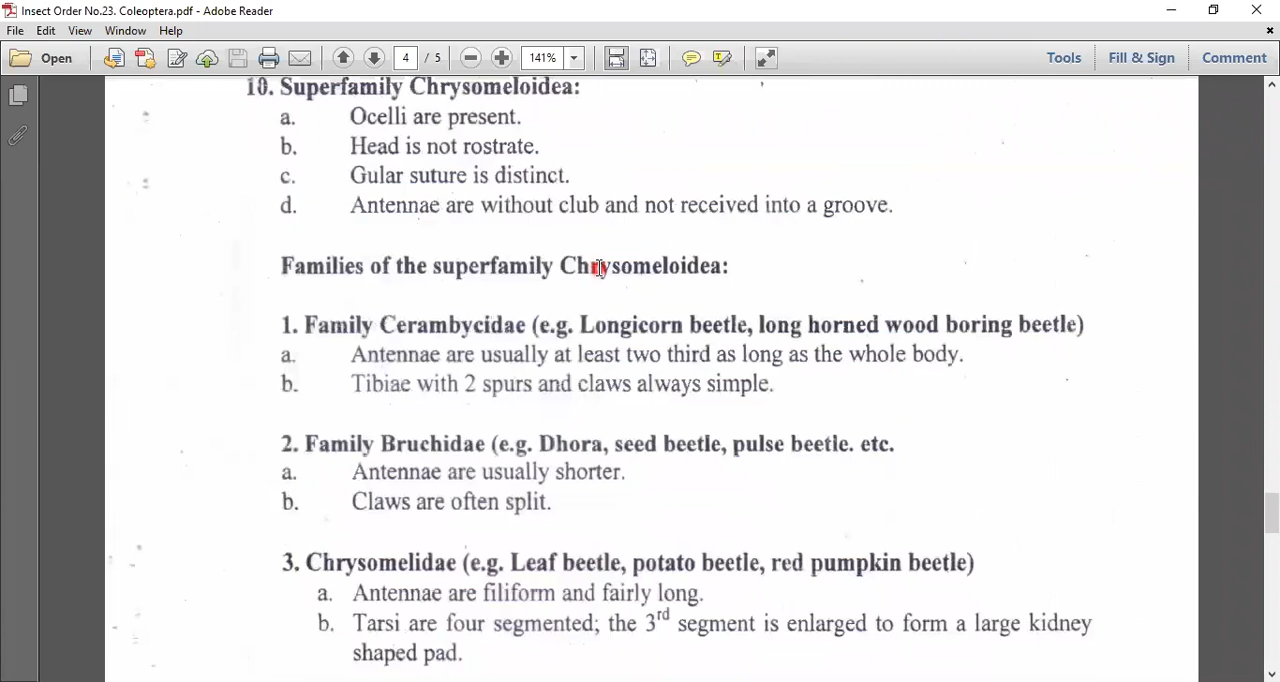 Insect Order No.23. Coleoptera.pdf - Adobe Reader
File Edit View Window Help
Open 4 / 5 141% Tools Fill & Sign Comment
10. Superfamily Chrysomeloidea:
a. Ocelli are present.
b. Head is not rostrate.
c. Gular suture is distinct.
d. Antennae are without club and not received into a groove.
Families of the superfamily Chrysomeloidea:
1. Family Cerambycidae (e.g. Longicorn beetle, long horned wood boring beetle)
a. Antennae are usually at least two third as long as the whole body.
b. Tibiae with 2 spurs and claws always simple.
2. Family Bruchidae (e.g. Dhora, seed beetle, pulse beetle. etc.
a. Antennae are usually shorter.
b. Claws are often split.
3. Chrysomelidae (e.g. Leaf beetle, potato beetle, red pumpkin beetle)
a. Antennae are filiform and fairly long.
b. Tarsi are four segmented; the 3rd segment is enlarged to form a large kidney
shaped pad.